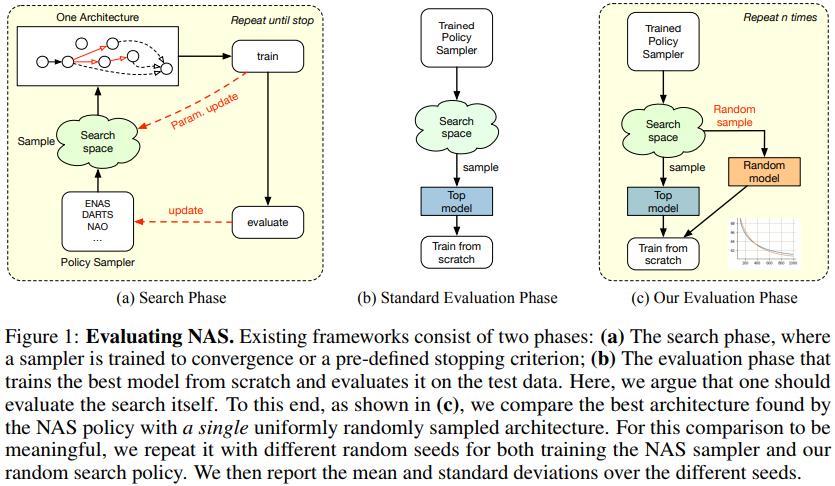 One Architecture
Repeat until stop
train
Param. update
Sample
Search
space
ENAS
DARTS
NAO
...
update
evaluate
Policy Sampler
(a) Search Phase
Trained
Policy
Sampler
Search
space
sample
Top
model
Train from
scratch
(b) Standard Evaluation Phase
Repeat n times
Trained
Policy
Sampler
Search
space
Random
sample
sample
Random
model
Top
model
Train from
scratch
(c) Our Evaluation Phase
Figure 1: Evaluating NAS. Existing frameworks consist of two phases: (a) The search phase, where
a sampler is trained to convergence or a pre-defined stopping criterion; (b) The evaluation phase that
trains the best model from scratch and evaluates it on the test data. Here, we argue that one should
evaluate the search itself. To this end, as shown in (c), we compare the best architecture found by
the NAS policy with a single uniformly randomly sampled architecture. For this comparison to be
meaningful, we repeat it with different random seeds for both training the NAS sampler and our
random search policy. We then report the mean and standard deviations over the different seeds.